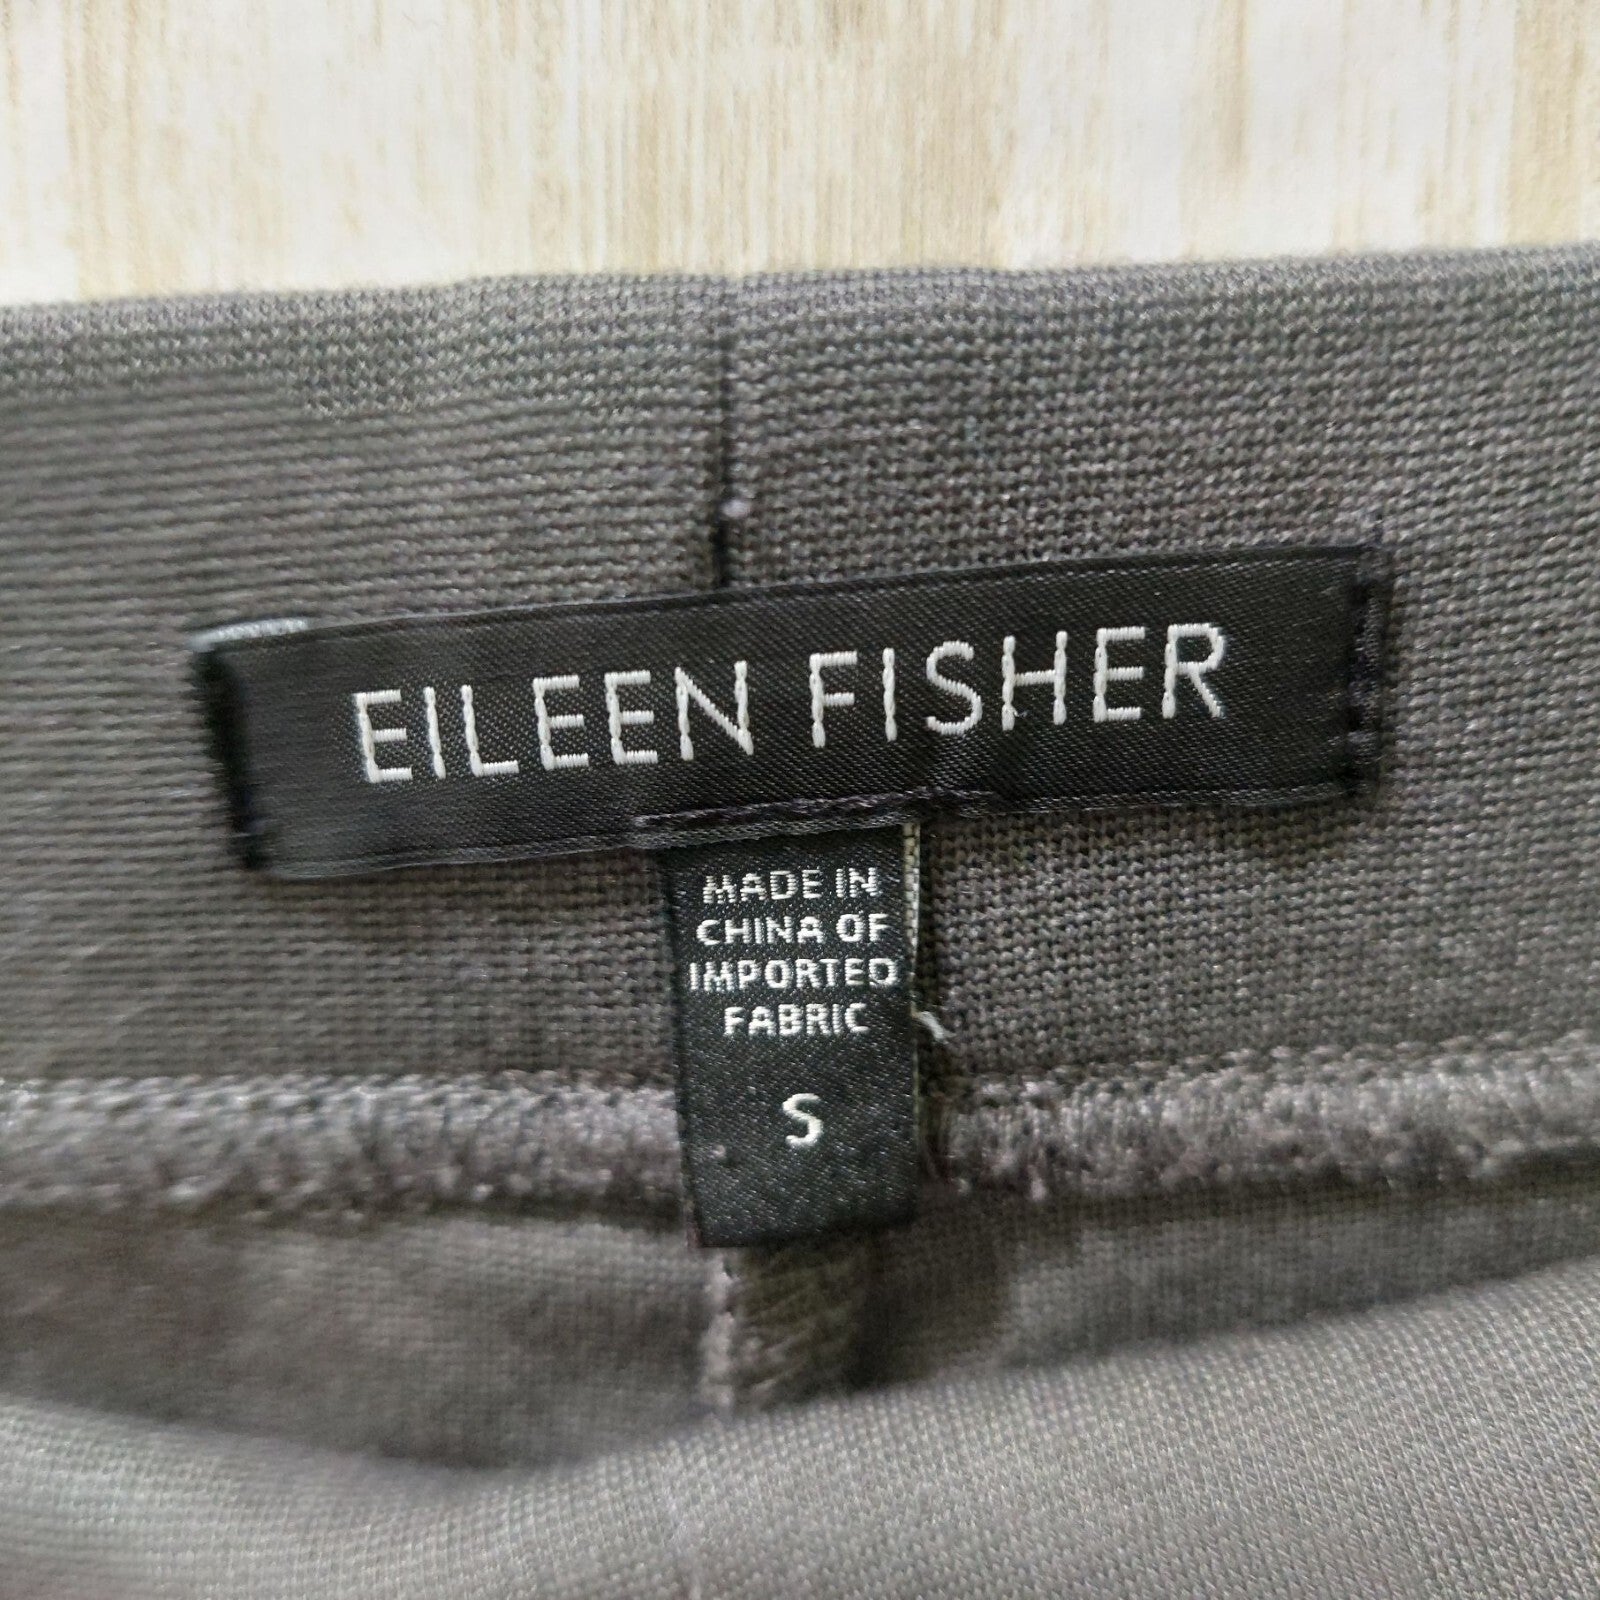 EILEEN FISHER
MADE IN
CHINA OF
IMPORTED
FABRIC
S